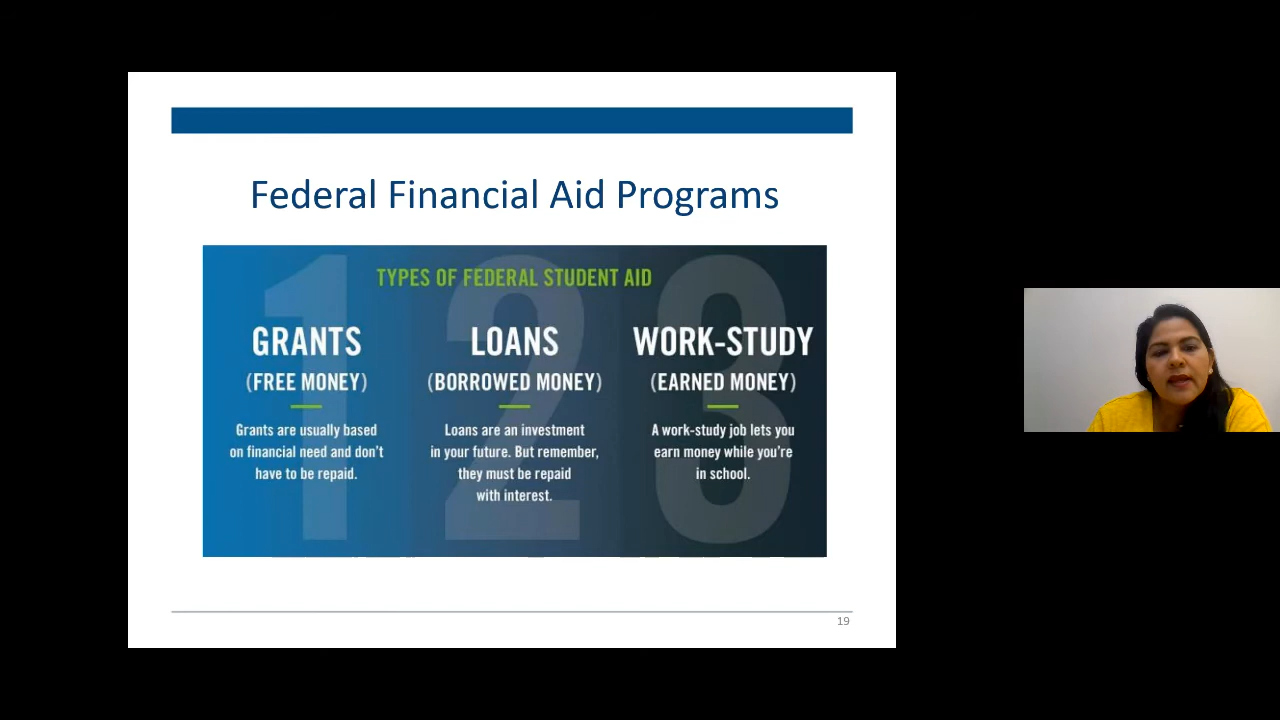 Federal Financial Aid Programs
TYPES OF FEDERAL STUDENT AID
1
GRANTS
(FREE MONEY)
Grants are usually based
on financial need and don't
have to be repaid.
2
LOANS
(BORROWED MONEY)
Loans are an investment
in your future. But remember,
they must be repaid
with interest.
3
WORK-STUDY
(EARNED MONEY)
A work-study job lets you
earn money while you're
in school.
19